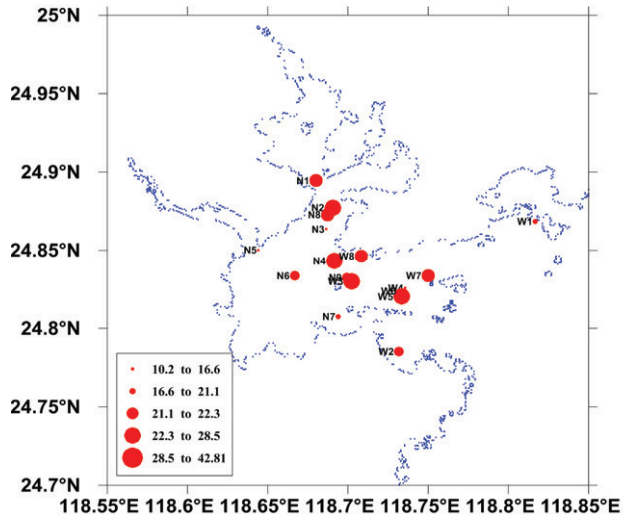 25°N
24.95°N
24.9°N
24.85°N
24.8°N
24.75°N
24.7°N
N1
N2
N8
N3
W1
N5
W8
N4
N6
W3
W7
W4
W5
N7
W2
10.2 to 16.6
16.6 to 21.1
21.1 to 22.3
22.3 to 28.5
28.5 to 42.81
118.55°E 118.6°E 118.65°E 118.7°E 118.75°E 118.8°E 118.85°E